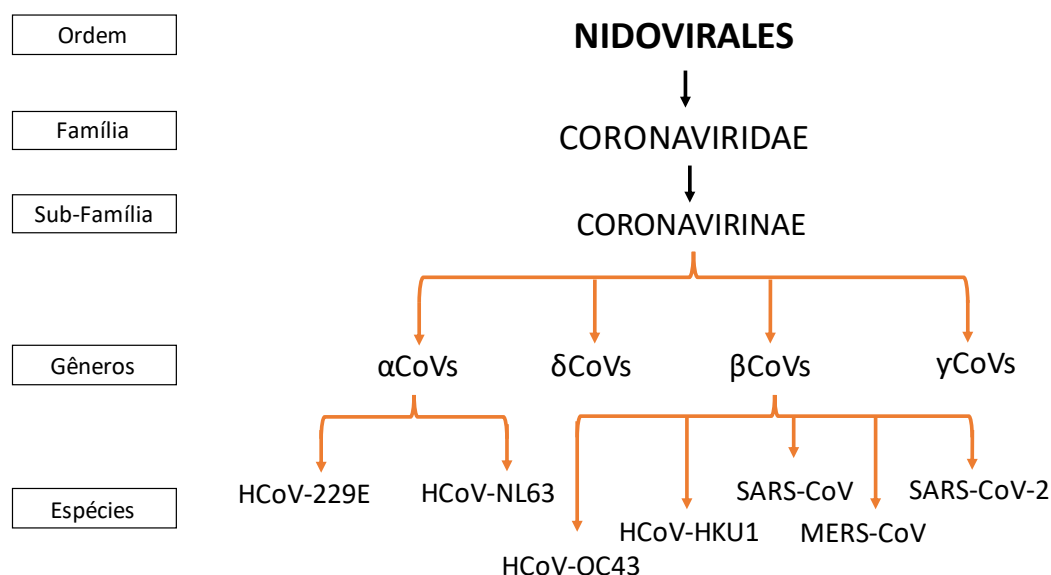 Ordem
NIDOVIRALES
Família
CORONAVIRIDAE
Sub-Família
CORONAVIRINAE
Gêneros
αCoVs
δCoVs
βCoVs
γCoVs
Espécies
HCoV-229E
HCoV-NL63
HCoV-OC43
HCoV-HKU1
SARS-CoV
MERS-CoV
SARS-CoV-2